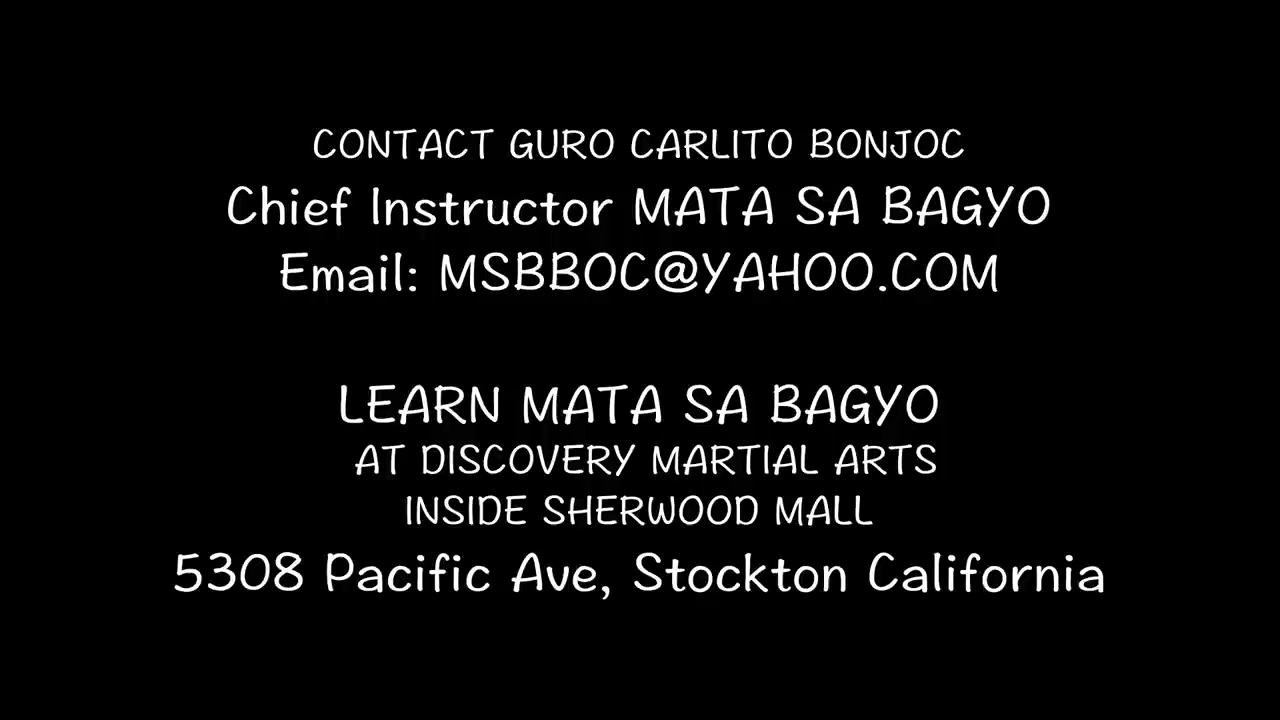 CONTACT GURO CARLITO BONJOC
Chief Instructor MATA SA BAGYO
Email: MSBBOC@YAHOO.COM
LEARN MATA SA BAGYO
AT DISCOVERY MARTIAL ARTS
INSIDE SHERWOOD MALL
5308 Pacific Ave, Stockton California